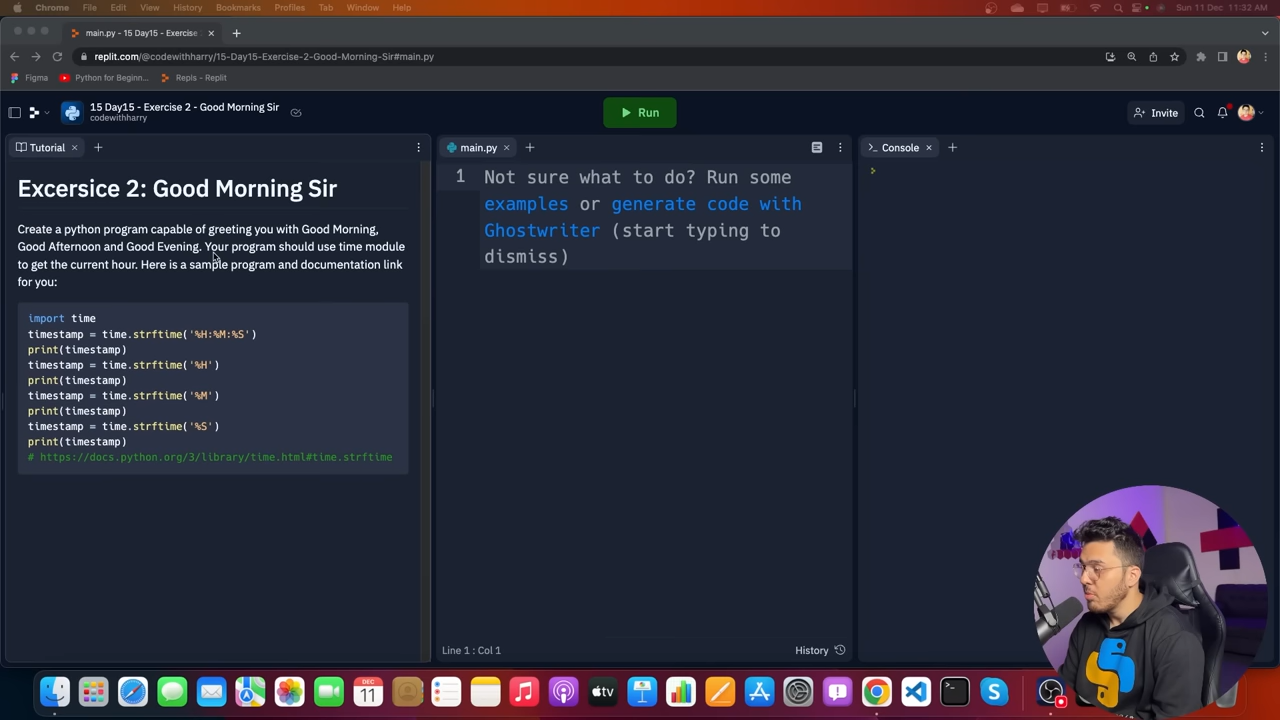 Chrome File Edit View History Bookmarks Profiles Tab Window Help Sun 11 Dec 11:32 AM
main.py - 15 Day15 - Exercise
replit.com/@codewithharry/15-Day15-Exercise-2-Good-Morning-Sir#main.py
Figma Python for Beginn... Repls - Replit
15 Day15 - Exercise 2 - Good Morning Sir
codewithharry
Run
Invite
Tutorial
main.py
Console
Excersice 2: Good Morning Sir
Create a python program capable of greeting you with Good Morning,
Good Afternoon and Good Evening. Your program should use time module
to get the current hour. Here is a sample program and documentation link
for you:
import time
timestamp = time.strftime('%H:%M:%S')
print(timestamp)
timestamp = time.strftime('%H')
print(timestamp)
timestamp = time.strftime('%M')
print(timestamp)
timestamp = time.strftime('%S')
print(timestamp)
# https://docs.python.org/3/library/time.html#time.strftime
1 Not sure what to do? Run some
examples or generate code with
Ghostwriter (start typing to
dismiss)
Line 1 : Col 1
History
DEC
11
tv